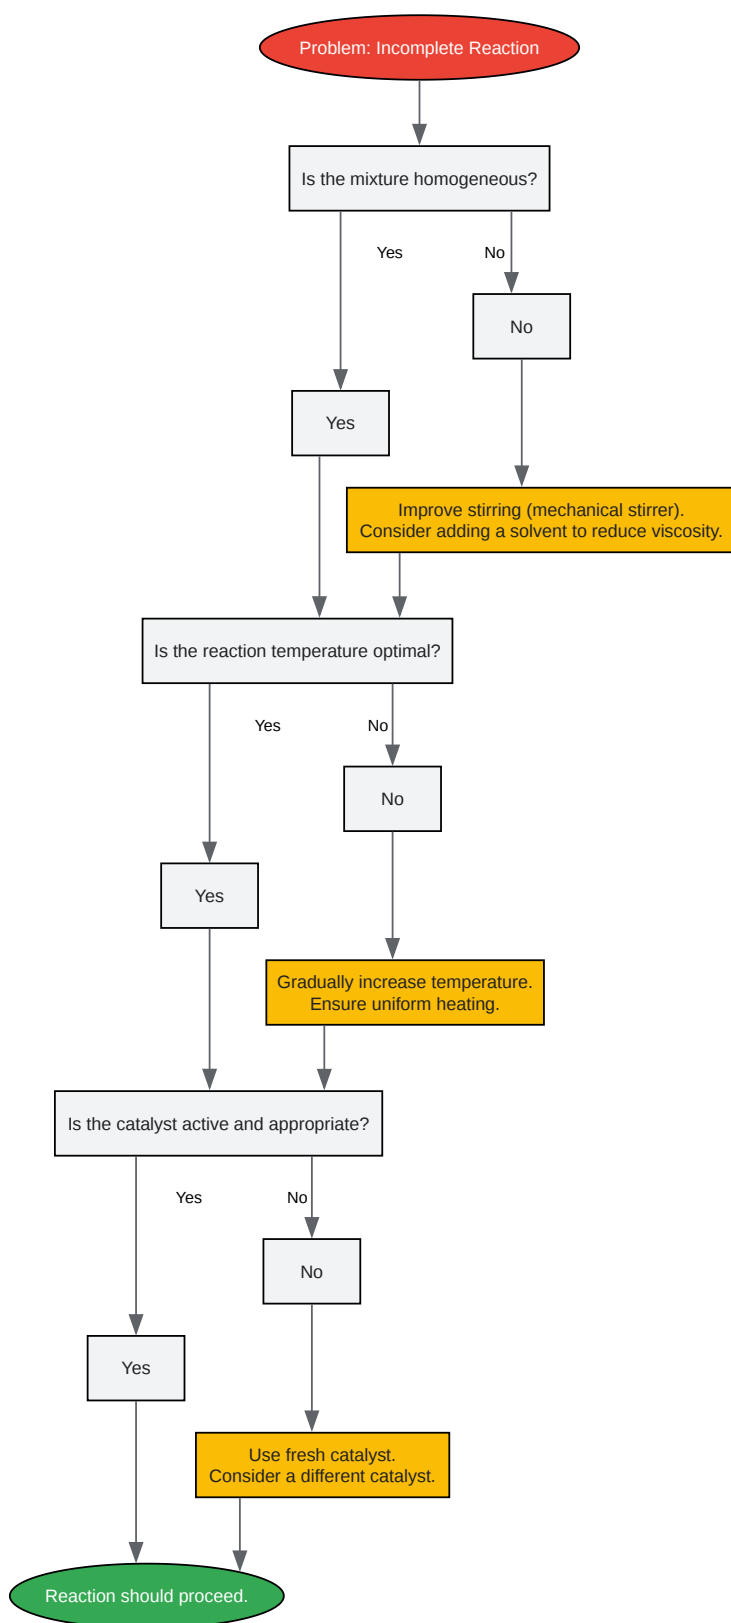 Problem: Incomplete Reaction
Is the mixture homogeneous?
Yes
No
No
Yes
Improve stirring (mechanical stirrer).
Consider adding a solvent to reduce viscosity.
Is the reaction temperature optimal?
Yes
No
No
Yes
Gradually increase temperature.
Ensure uniform heating.
Is the catalyst active and appropriate?
Yes
No
No
Yes
Use fresh catalyst.
Consider a different catalyst.
Reaction should proceed.